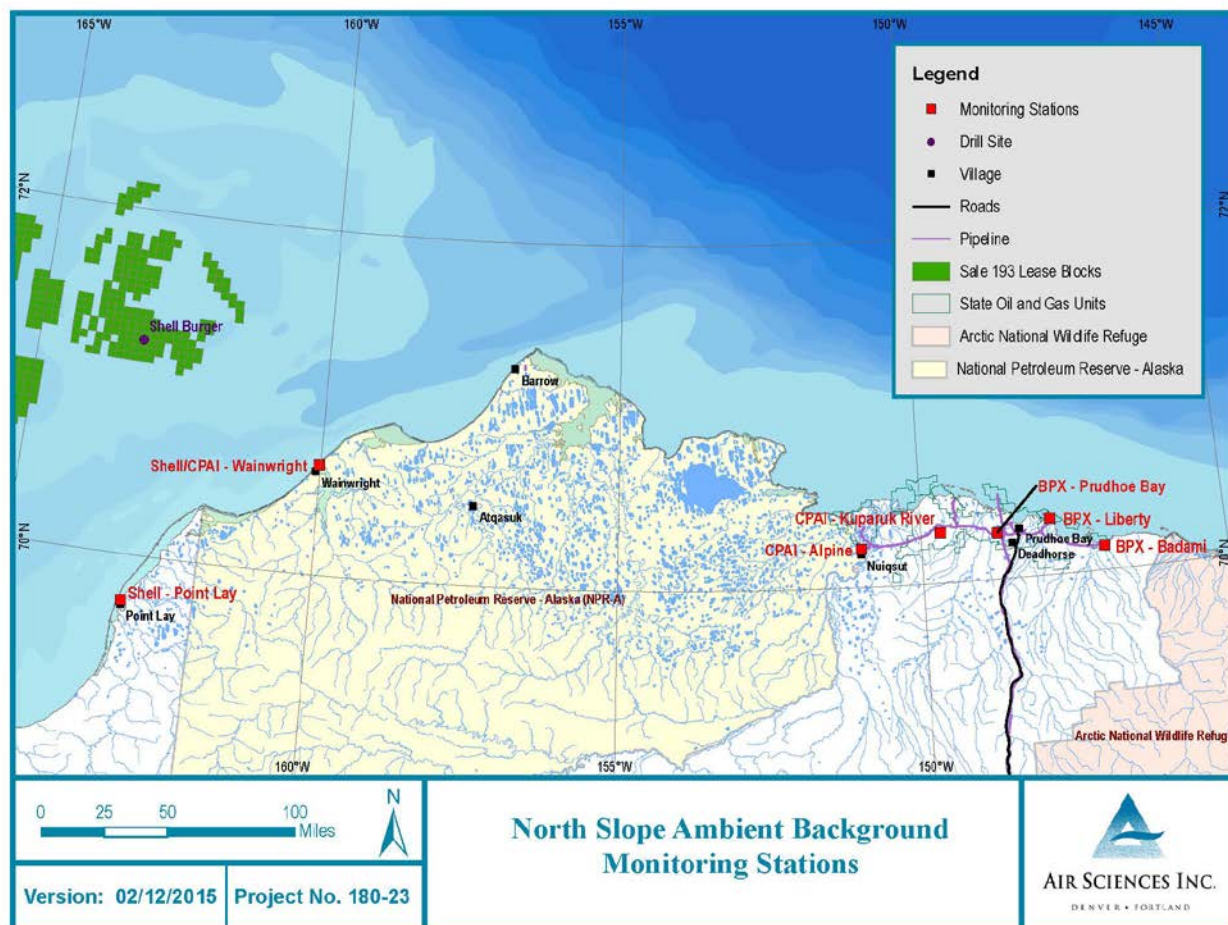 165°W
160°W
155°W
150°W
145°W
72°N
72°N
70°N
70°N
160°W
155°W
150°W
Legend
Monitoring Stations
Drill Site
Village
Roads
Pipeline
Sale 193 Lease Blocks
State Oil and Gas Units
Arctic National Wildlife Refuge
National Petroleum Reserve - Alaska
Shell Burger
Barrow
Shell/CPAI - Wainwright
Wainwright
Atqasuk
BPX - Prudhoe Bay
CPAI - Kuparuk River
BPX - Liberty
Prudhoe Bay
CPAI - Alpine
Deadhorse
BPX - Badami
Nuiqsut
Shell - Point Lay
Point Lay
National Petroleum Reserve - Alaska (NPR-A)
Arctic National Wildlife Refug
0 25 50 100
Miles
N
Version: 02/12/2015
Project No. 180-23
North Slope Ambient Background
Monitoring Stations
AIR SCIENCES INC.
DENVER • PORTLAND